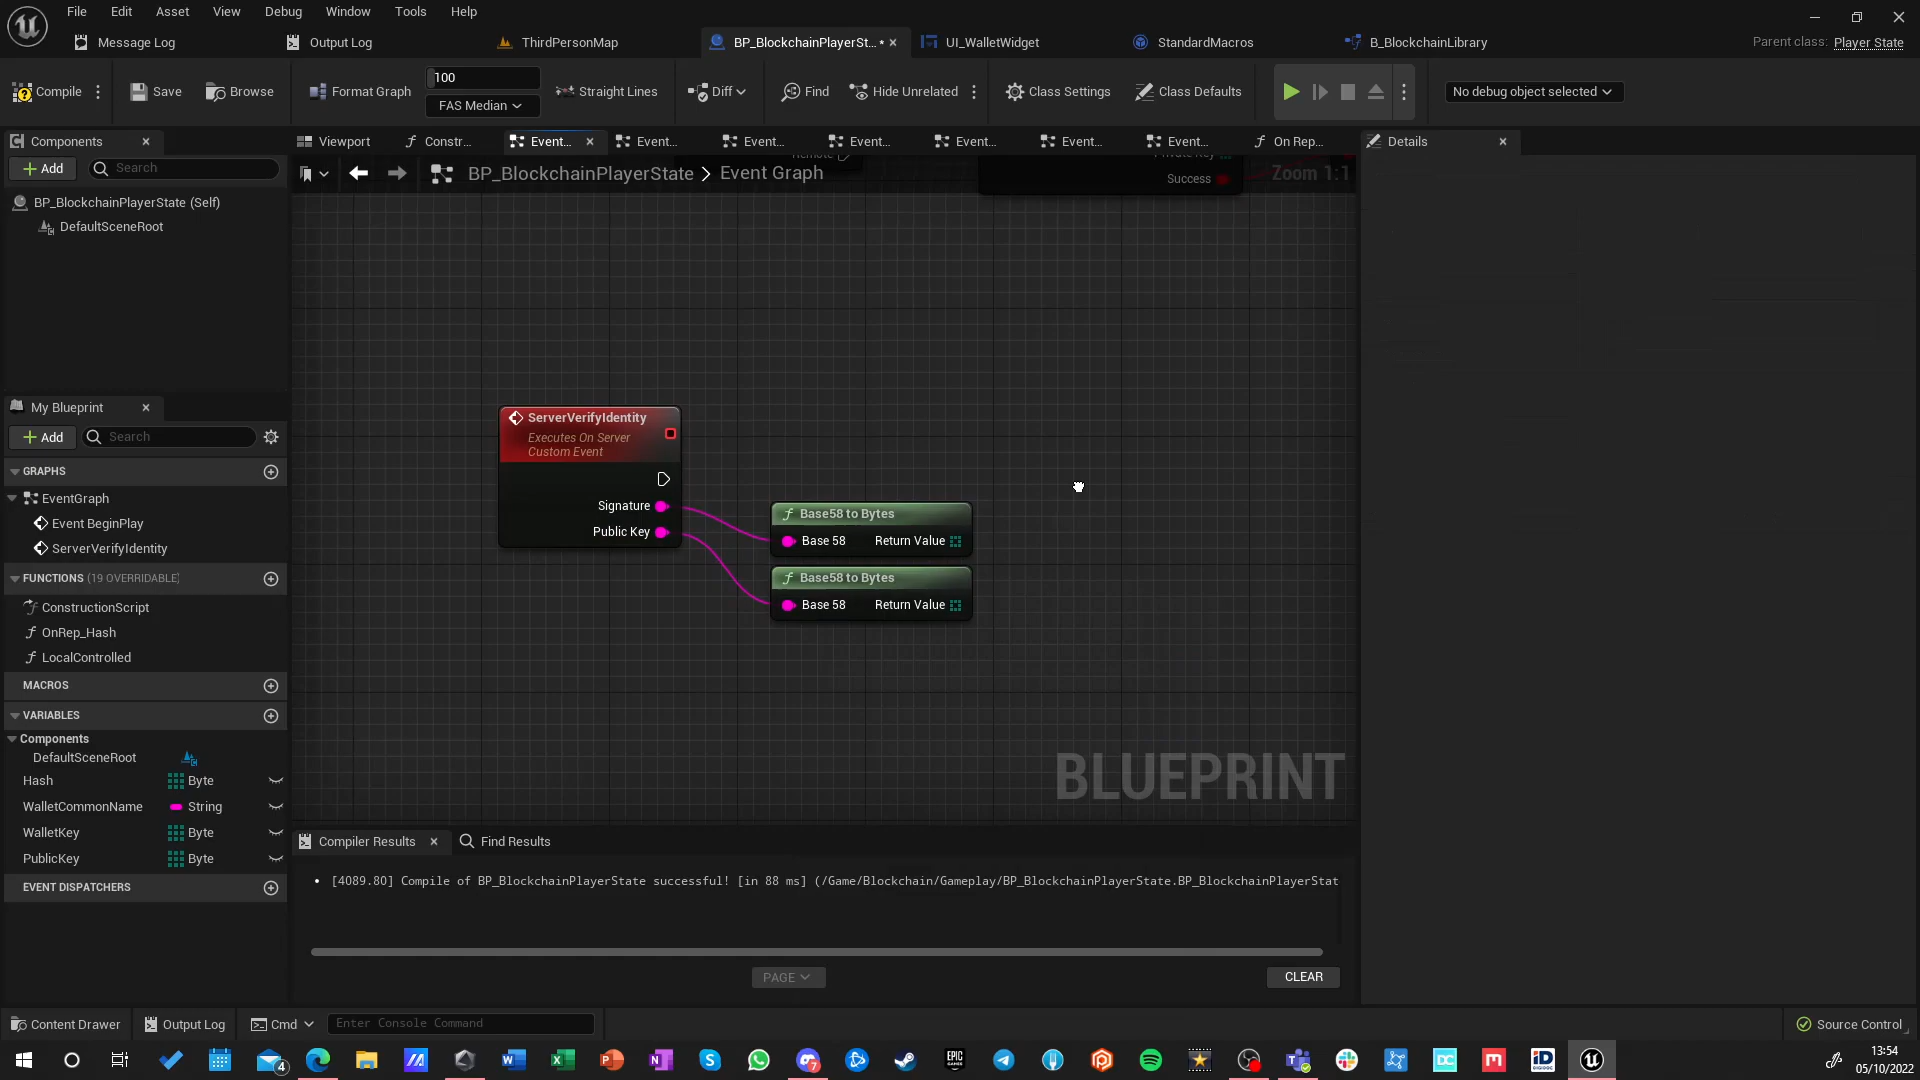 File Edit Asset View Debug Window Tools Help
Message Log Output Log ThirdPersonMap BP_BlockchainPlayerSt... * UI_WalletWidget StandardMacros B_BlockchainLibrary Parent class: Player State
Compile Save Browse Format Graph 100 FAS Median Straight Lines Diff Find Hide Unrelated Class Settings Class Defaults No debug object selected
Components Viewport Constr... Event... Event... Event... Event... Event... Event... Event... On Rep... Details
Add Search
BP_BlockchainPlayerState > Event Graph
Remote
Private Key
Success
Zoom 1:1
BP_BlockchainPlayerState (Self)
DefaultSceneRoot
My Blueprint
Add Search
GRAPHS
EventGraph
Event BeginPlay
ServerVerifyIdentity
FUNCTIONS (19 OVERRIDABLE)
ConstructionScript
OnRep_Hash
LocalControlled
MACROS
VARIABLES
Components
DefaultSceneRoot
Hash Byte
WalletCommonName String
WalletKey Byte
PublicKey Byte
EVENT DISPATCHERS
ServerVerifyIdentity
Executes On Server
Custom Event
Signature
Public Key
Base58 to Bytes
Base 58 Return Value
Base58 to Bytes
Base 58 Return Value
BLUEPRINT
Compiler Results Find Results
[4089.80] Compile of BP_BlockchainPlayerState successful! [in 88 ms] (/Game/Blockchain/Gameplay/BP_BlockchainPlayerState.BP_BlockchainPlayerStat
PAGE CLEAR
Content Drawer Output Log Cmd Enter Console Command Source Control
13:54
05/10/2022